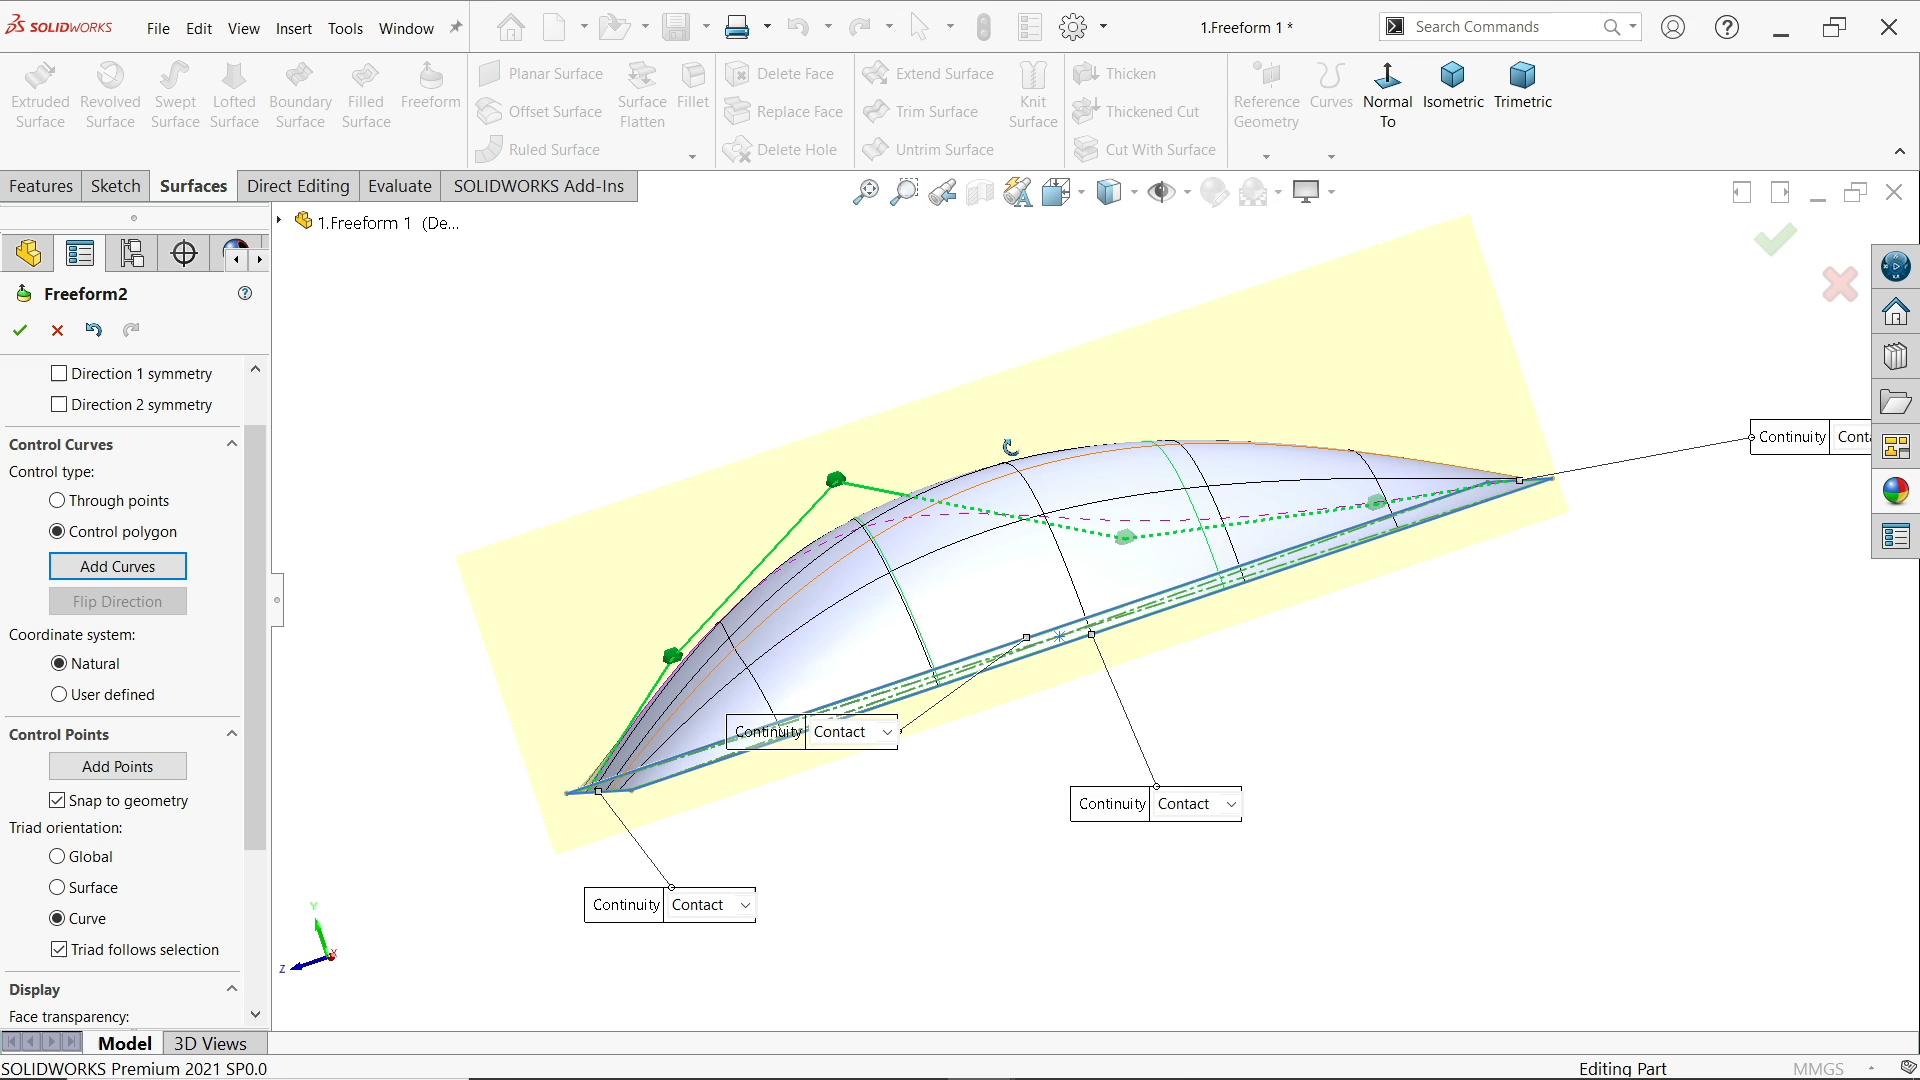 SOLIDWORKS File Edit View Insert Tools Window 1.Freeform 1 * Search Commands
Extruded Surface
Revolved Surface
Swept Surface
Lofted Surface
Boundary Surface
Filled Surface
Freeform
Planar Surface
Offset Surface
Ruled Surface
Surface Flatten
Fillet
Delete Face
Replace Face
Delete Hole
Extend Surface
Trim Surface
Untrim Surface
Knit Surface
Thicken
Thickened Cut
Cut With Surface
Reference Geometry
Curves
Normal To
Isometric
Trimetric
Features Sketch Surfaces Direct Editing Evaluate SOLIDWORKS Add-Ins
1.Freeform 1 (De...
Freeform2
Direction 1 symmetry
Direction 2 symmetry
Control Curves
Control type:
Through points
Control polygon
Add Curves
Flip Direction
Coordinate system:
Natural
User defined
Control Points
Add Points
Snap to geometry
Triad orientation:
Global
Surface
Curve
Triad follows selection
Display
Face transparency:
Continuity Conta
Continuity Contact
Continuity Contact
Continuity Contact
Y
Z
X
Model 3D Views
SOLIDWORKS Premium 2021 SP0.0 Editing Part MMGS